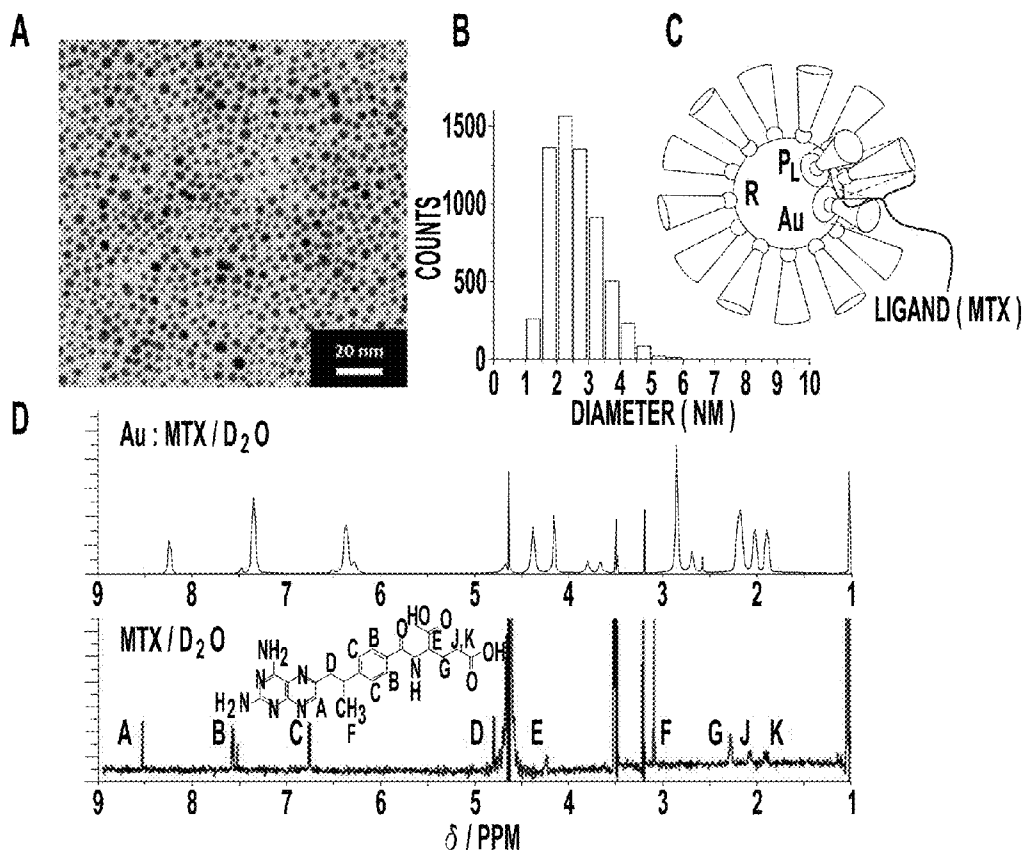 A
20 nm
B
1500
1000
500
0
COUNTS
0 1 2 3 4 5 6 7 8 9 10
DIAMETER ( NM )
C
PL
R
Au
LIGAND ( MTX )
D
Au : MTX / D2O
9 8 7 6 5 4 3 2 1
MTX / D2O
NH2
N
N
H2N
N
N
A
D
CH3
F
C
B
C
B
O
N
H
HO
O
E
G
J,K
OH
O
A B C D E F G J K
9 8 7 6 5 4 3 2 1
δ / PPM